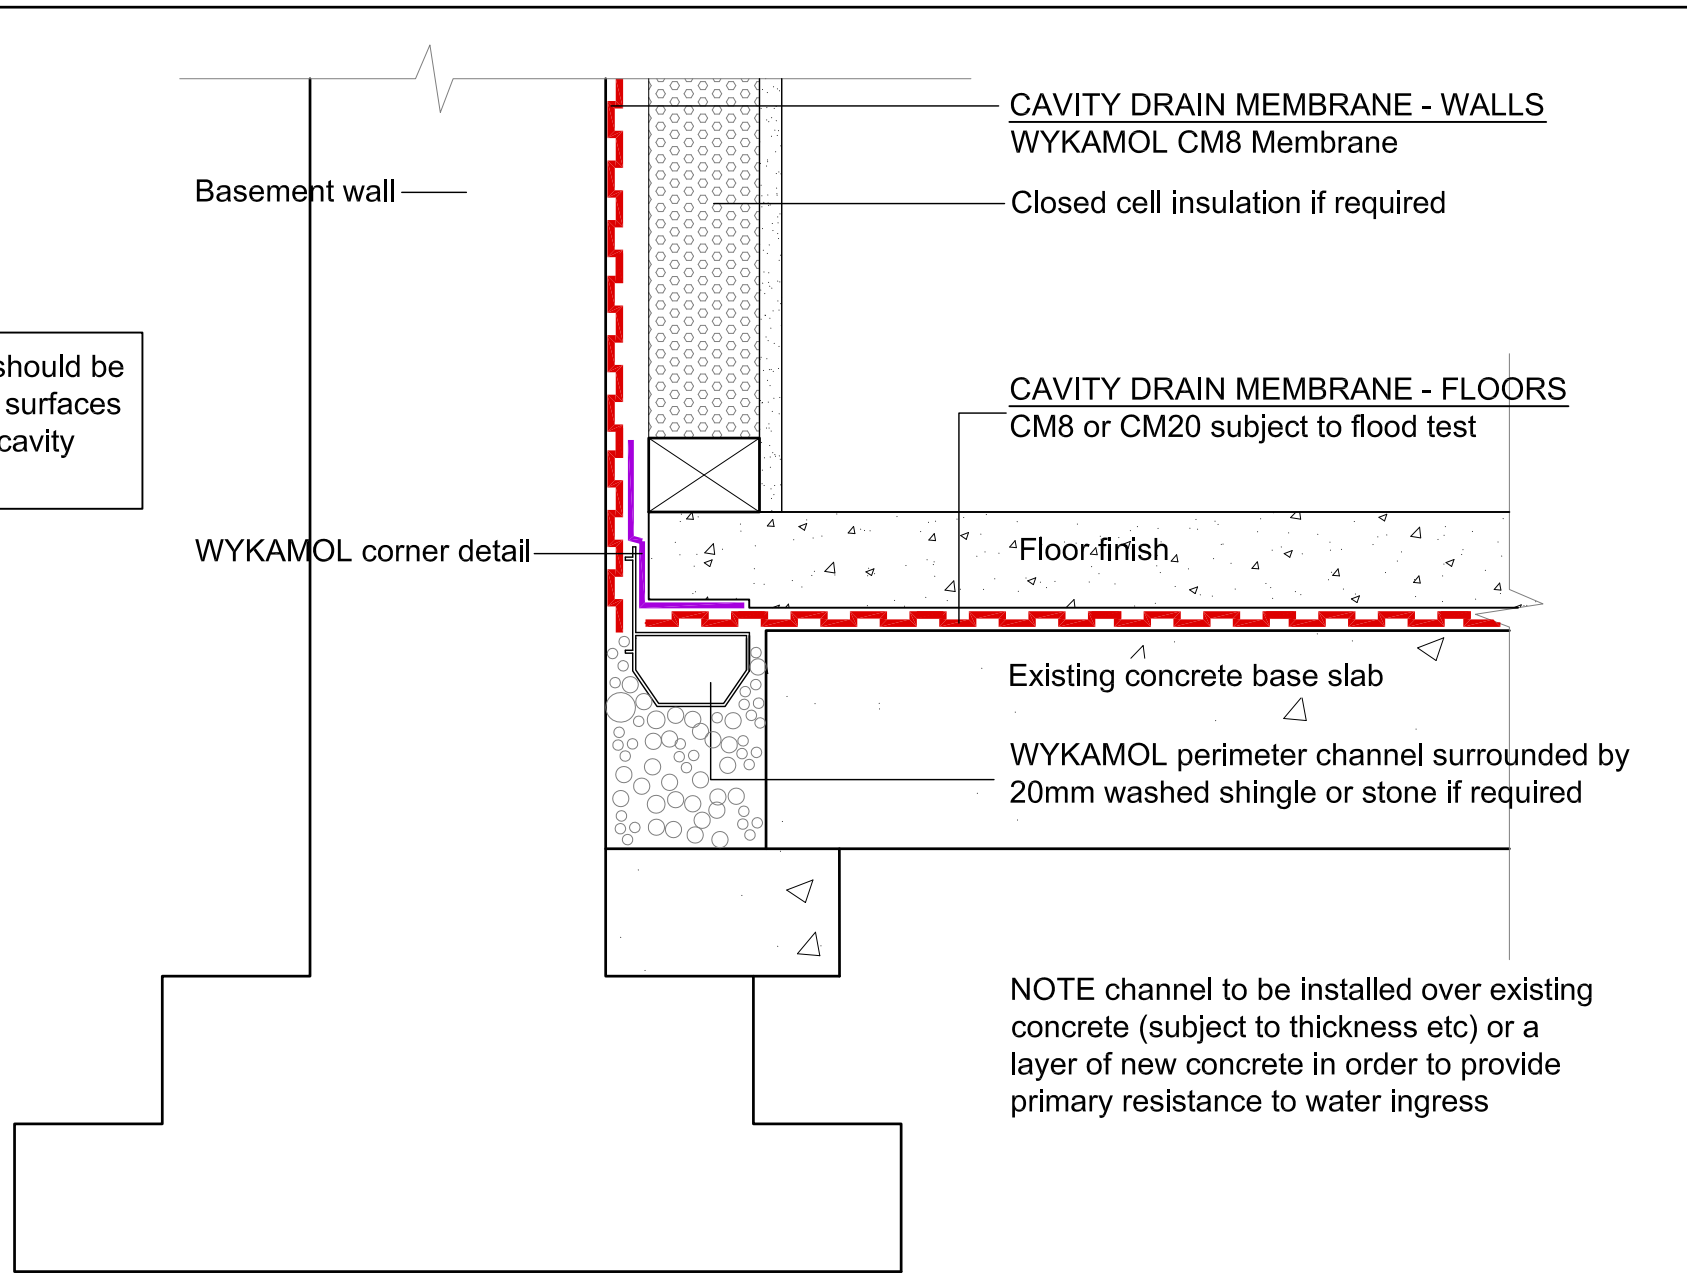 CAVITY DRAIN MEMBRANE - WALLS
WYKAMOL CM8 Membrane
Basement wall
Closed cell insulation if required
should be
surfaces
cavity
CAVITY DRAIN MEMBRANE - FLOORS
CM8 or CM20 subject to flood test
WYKAMOL corner detail
Floor finish
Existing concrete base slab
WYKAMOL perimeter channel surrounded by
20mm washed shingle or stone if required
NOTE channel to be installed over existing
concrete (subject to thickness etc) or a
layer of new concrete in order to provide
primary resistance to water ingress